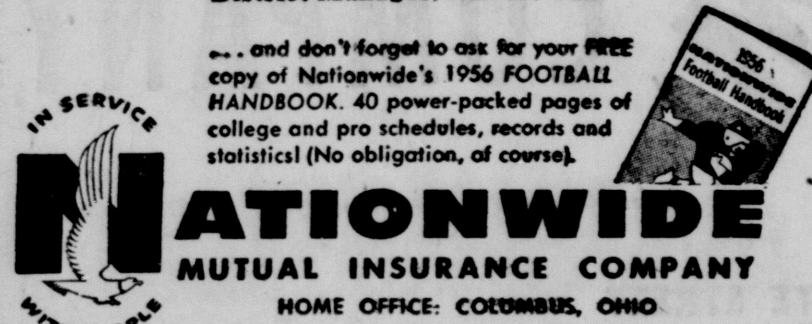 ... and don't forget to ask for your FREE
copy of Nationwide's 1956 FOOTBALL
HANDBOOK. 40 power-packed pages of
college and pro schedules, records and
statistics! (No obligation, of course).
1956
Football Handbook
IN SERVICE
NATIONWIDE
MUTUAL INSURANCE COMPANY
HOME OFFICE: COLUMBUS, OHIO